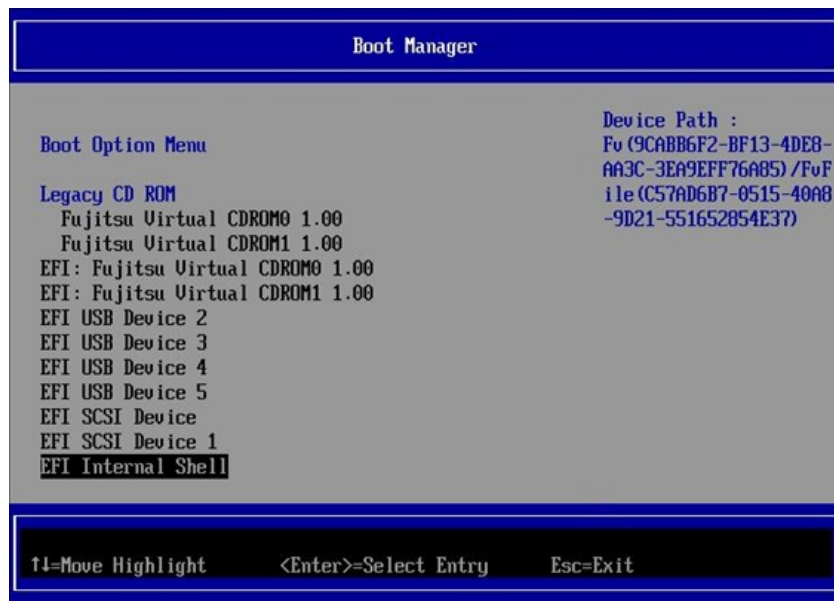 Boot Manager
Boot Option Menu
Legacy CD ROM
Fujitsu Virtual CDROM0 1.00
Fujitsu Virtual CDROM1 1.00
EFI: Fujitsu Virtual CDROM0 1.00
EFI: Fujitsu Virtual CDROM1 1.00
EFI USB Device 2
EFI USB Device 3
EFI USB Device 4
EFI USB Device 5
EFI SCSI Device
EFI SCSI Device 1
EFI Internal Shell
Device Path :
Fv(9CABB6F2-BF13-4DE8-
AA3C-3EA9EFF76A85)/FvF
ile(C57AD6B7-0515-40A8
-9D21-551652854E37)
↑↓=Move Highlight <Enter>=Select Entry Esc=Exit